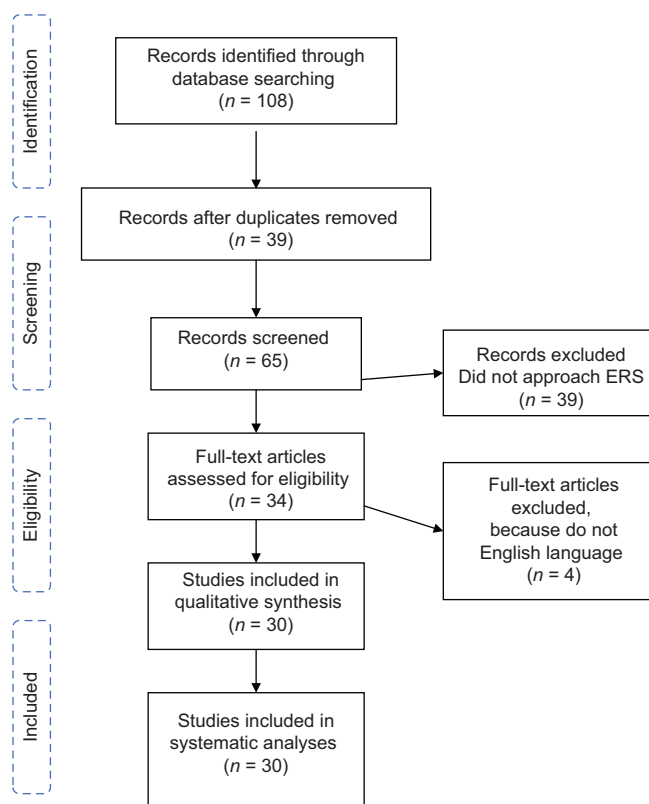 Identification
Records identified through
database searching
(n = 108)
Records after duplicates removed
(n = 39)
Screening
Records screened
(n = 65)
Records excluded
Did not approach ERS
(n = 39)
Eligibility
Full-text articles
assessed for eligibility
(n = 34)
Full-text articles
excluded,
because do not
English language
(n = 4)
Studies included in
qualitative synthesis
(n = 30)
Included
Studies included in
systematic analyses
(n = 30)